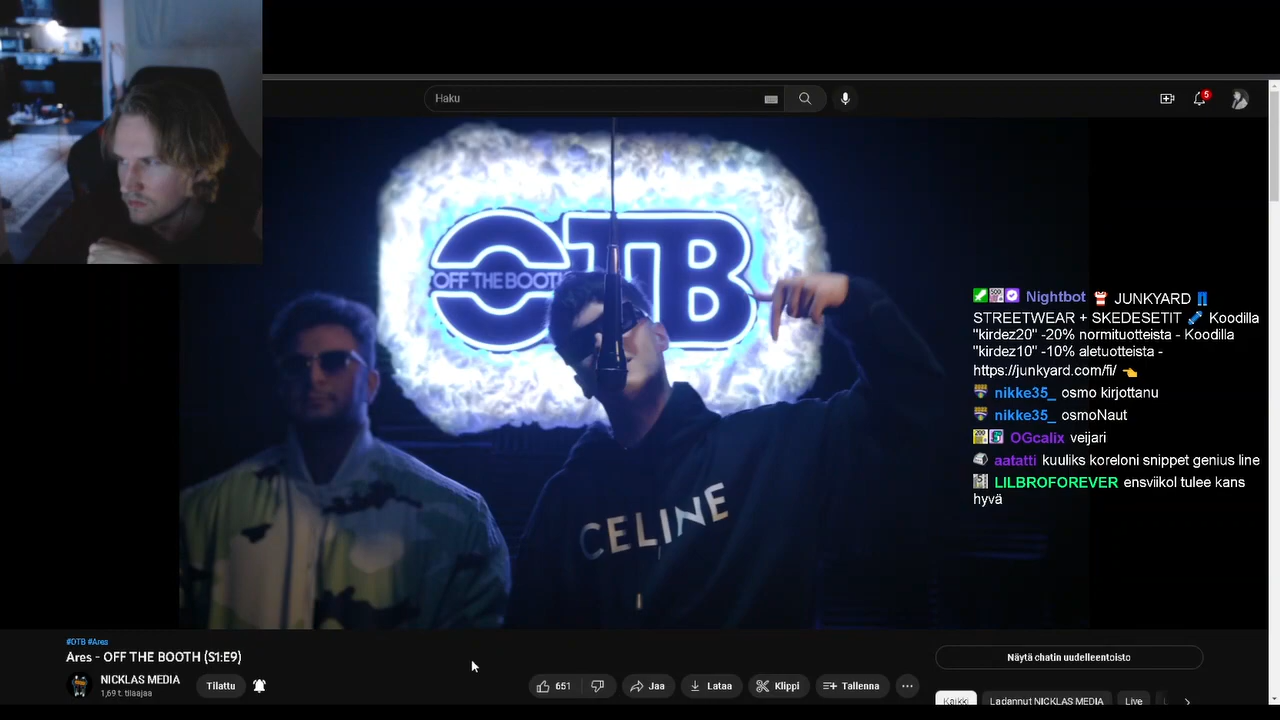 Haku
5
OFF THE BOOTH
OTB
CELINE
Nightbot JUNKYARD
STREETWEAR + SKEDESETIT Koodilla
"kirdez20" -20% normituotteista - Koodilla
"kirdez10" -10% aletuotteista -
https://junkyard.com/fi/
nikke35_ osmo kirjottanu
nikke35_ osmoNaut
OGcalix veijari
aatatti kuuliks koreloni snippet genius line
LILBROFOREVER ensviikol tulee kans
hyvä
#OTB #Ares
Ares - OFF THE BOOTH (S1:E9)
NICKLAS MEDIA
1,69 t. tilaajaa
Tilattu
651
Jaa
Lataa
Klippi
Tallenna
Näytä chatin uudelleentoisto
Kaikki
Ladannut NICKLAS MEDIA
Live